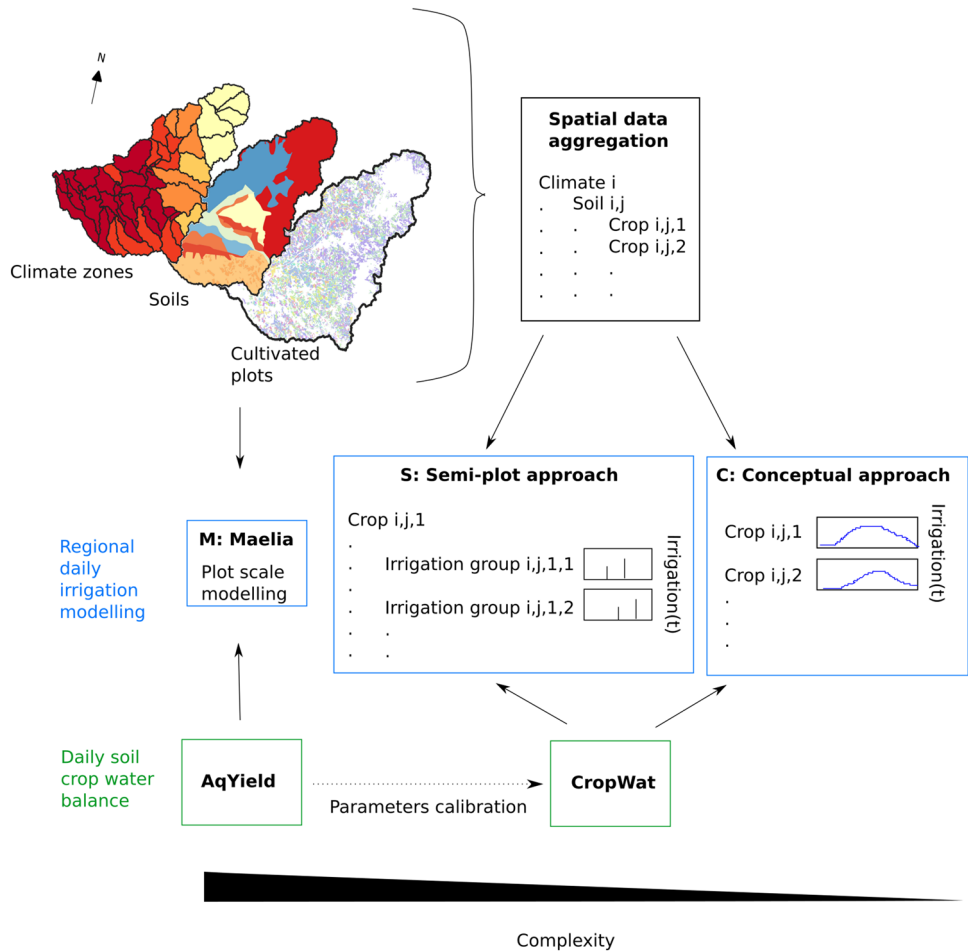 N
Climate zones
Soils
Cultivated
plots
Spatial data
aggregation
Climate i
. Soil i,j
. . Crop i,j,1
. . Crop i,j,2
. . .
. . .
Regional
daily
irrigation
modelling
M: Maelia
Plot scale
modelling
S: Semi-plot approach
Crop i,j,1
.
. Irrigation group i,j,1,1
.
. Irrigation group i,j,1,2
. .
. .
Irrigation(t)
C: Conceptual approach
Crop i,j,1
Crop i,j,2
.
.
.
Irrigation(t)
Daily soil
crop water
balance
AqYield
Parameters calibration
CropWat
Complexity